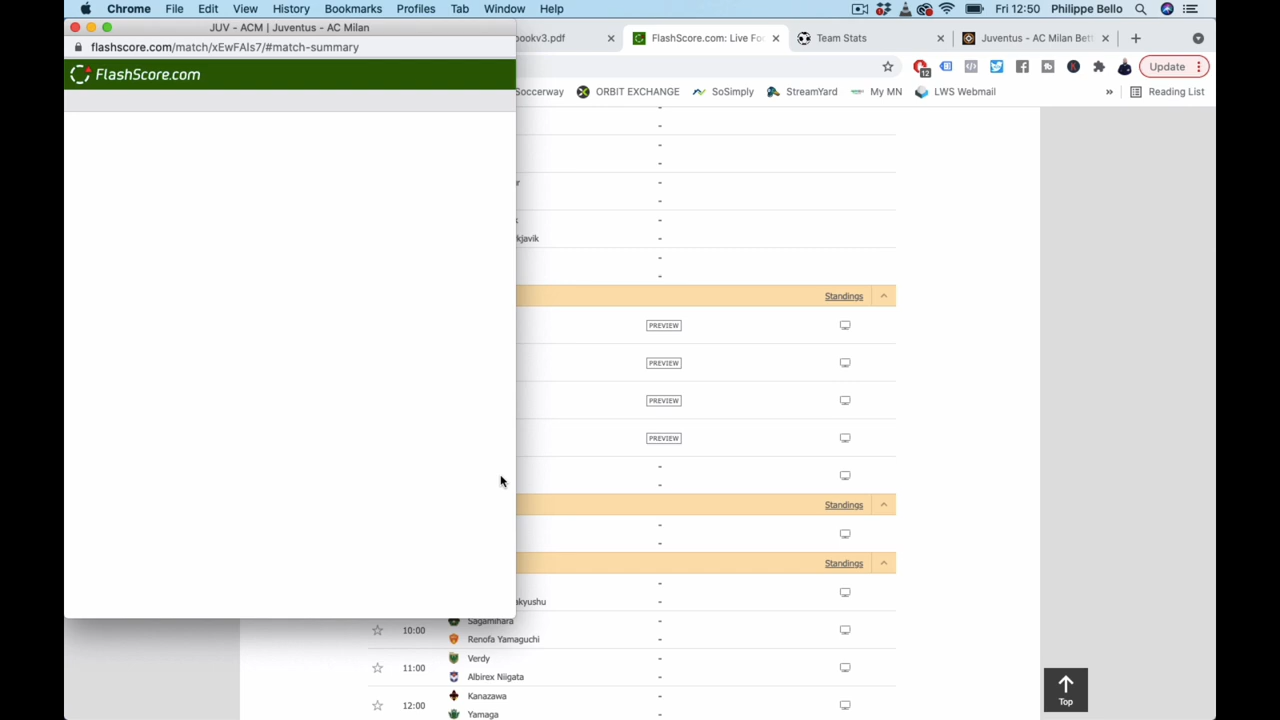 Chrome File Edit View History Bookmarks Profiles Tab Window Help Fri 12:50 Philippe Bello
JUV - ACM | Juventus - AC Milan
flashscore.com/match/xEwFAIs7/#match-summary
FlashScore.com
ookv3.pdf
FlashScore.com: Live Foo
Team Stats
Juventus - AC Milan Bett
12
Update
Soccerway ORBIT EXCHANGE SoSimply StreamYard My MN LWS Webmail » Reading List
-
-
-
-
r -
-
k -
kjavik -
-
-
Standings
PREVIEW
PREVIEW
PREVIEW
PREVIEW
-
-
Standings
-
-
Standings
-
akyushu -
Sagamihara
10:00
Renofa Yamaguchi -
Verdy -
11:00
Albirex Niigata -
Kanazawa -
12:00
Yamaga -
Top